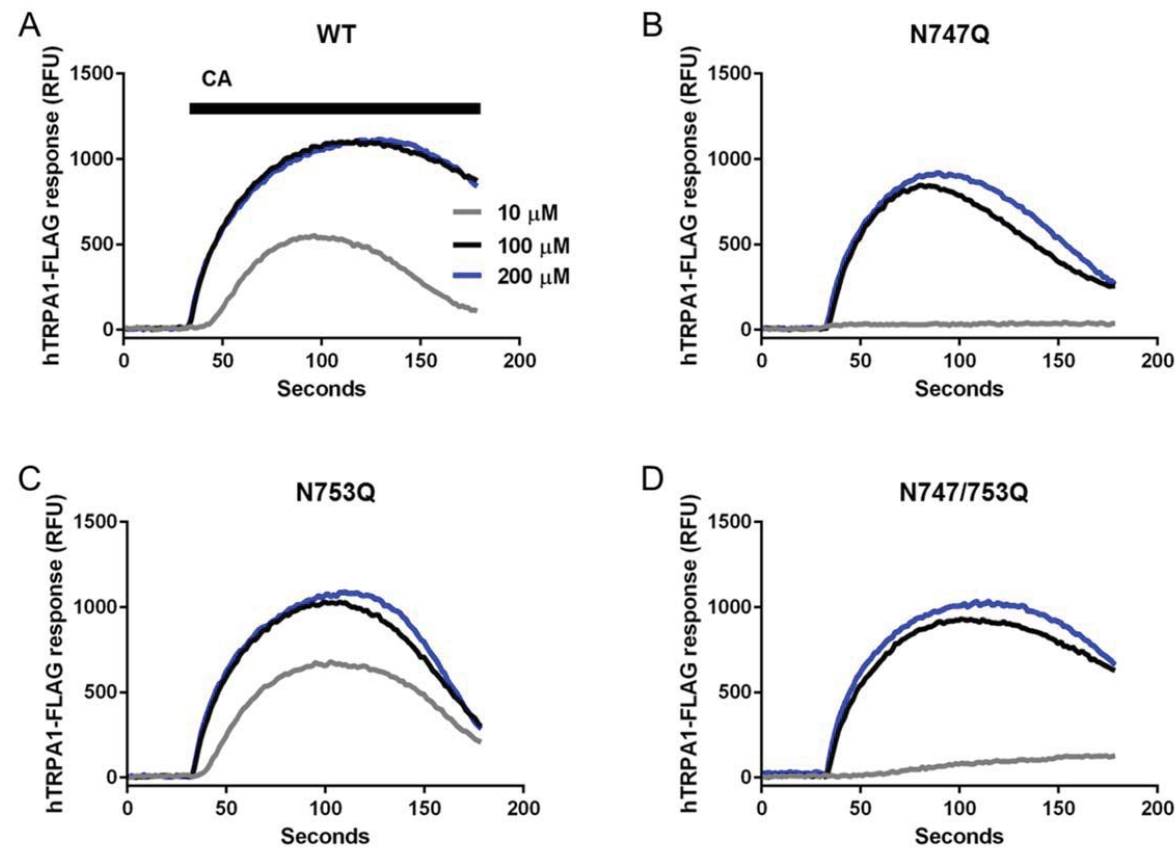 A
WT
hTRPA1-FLAG response (RFU)
1500
1000
500
0
CA
10 μM
100 μM
200 μM
0 50 100 150 200
Seconds
B
N747Q
hTRPA1-FLAG response (RFU)
1500
1000
500
0
0 50 100 150 200
Seconds
C
N753Q
hTRPA1-FLAG response (RFU)
1500
1000
500
0
0 50 100 150 200
Seconds
D
N747/753Q
hTRPA1-FLAG response (RFU)
1500
1000
500
0
0 50 100 150 200
Seconds